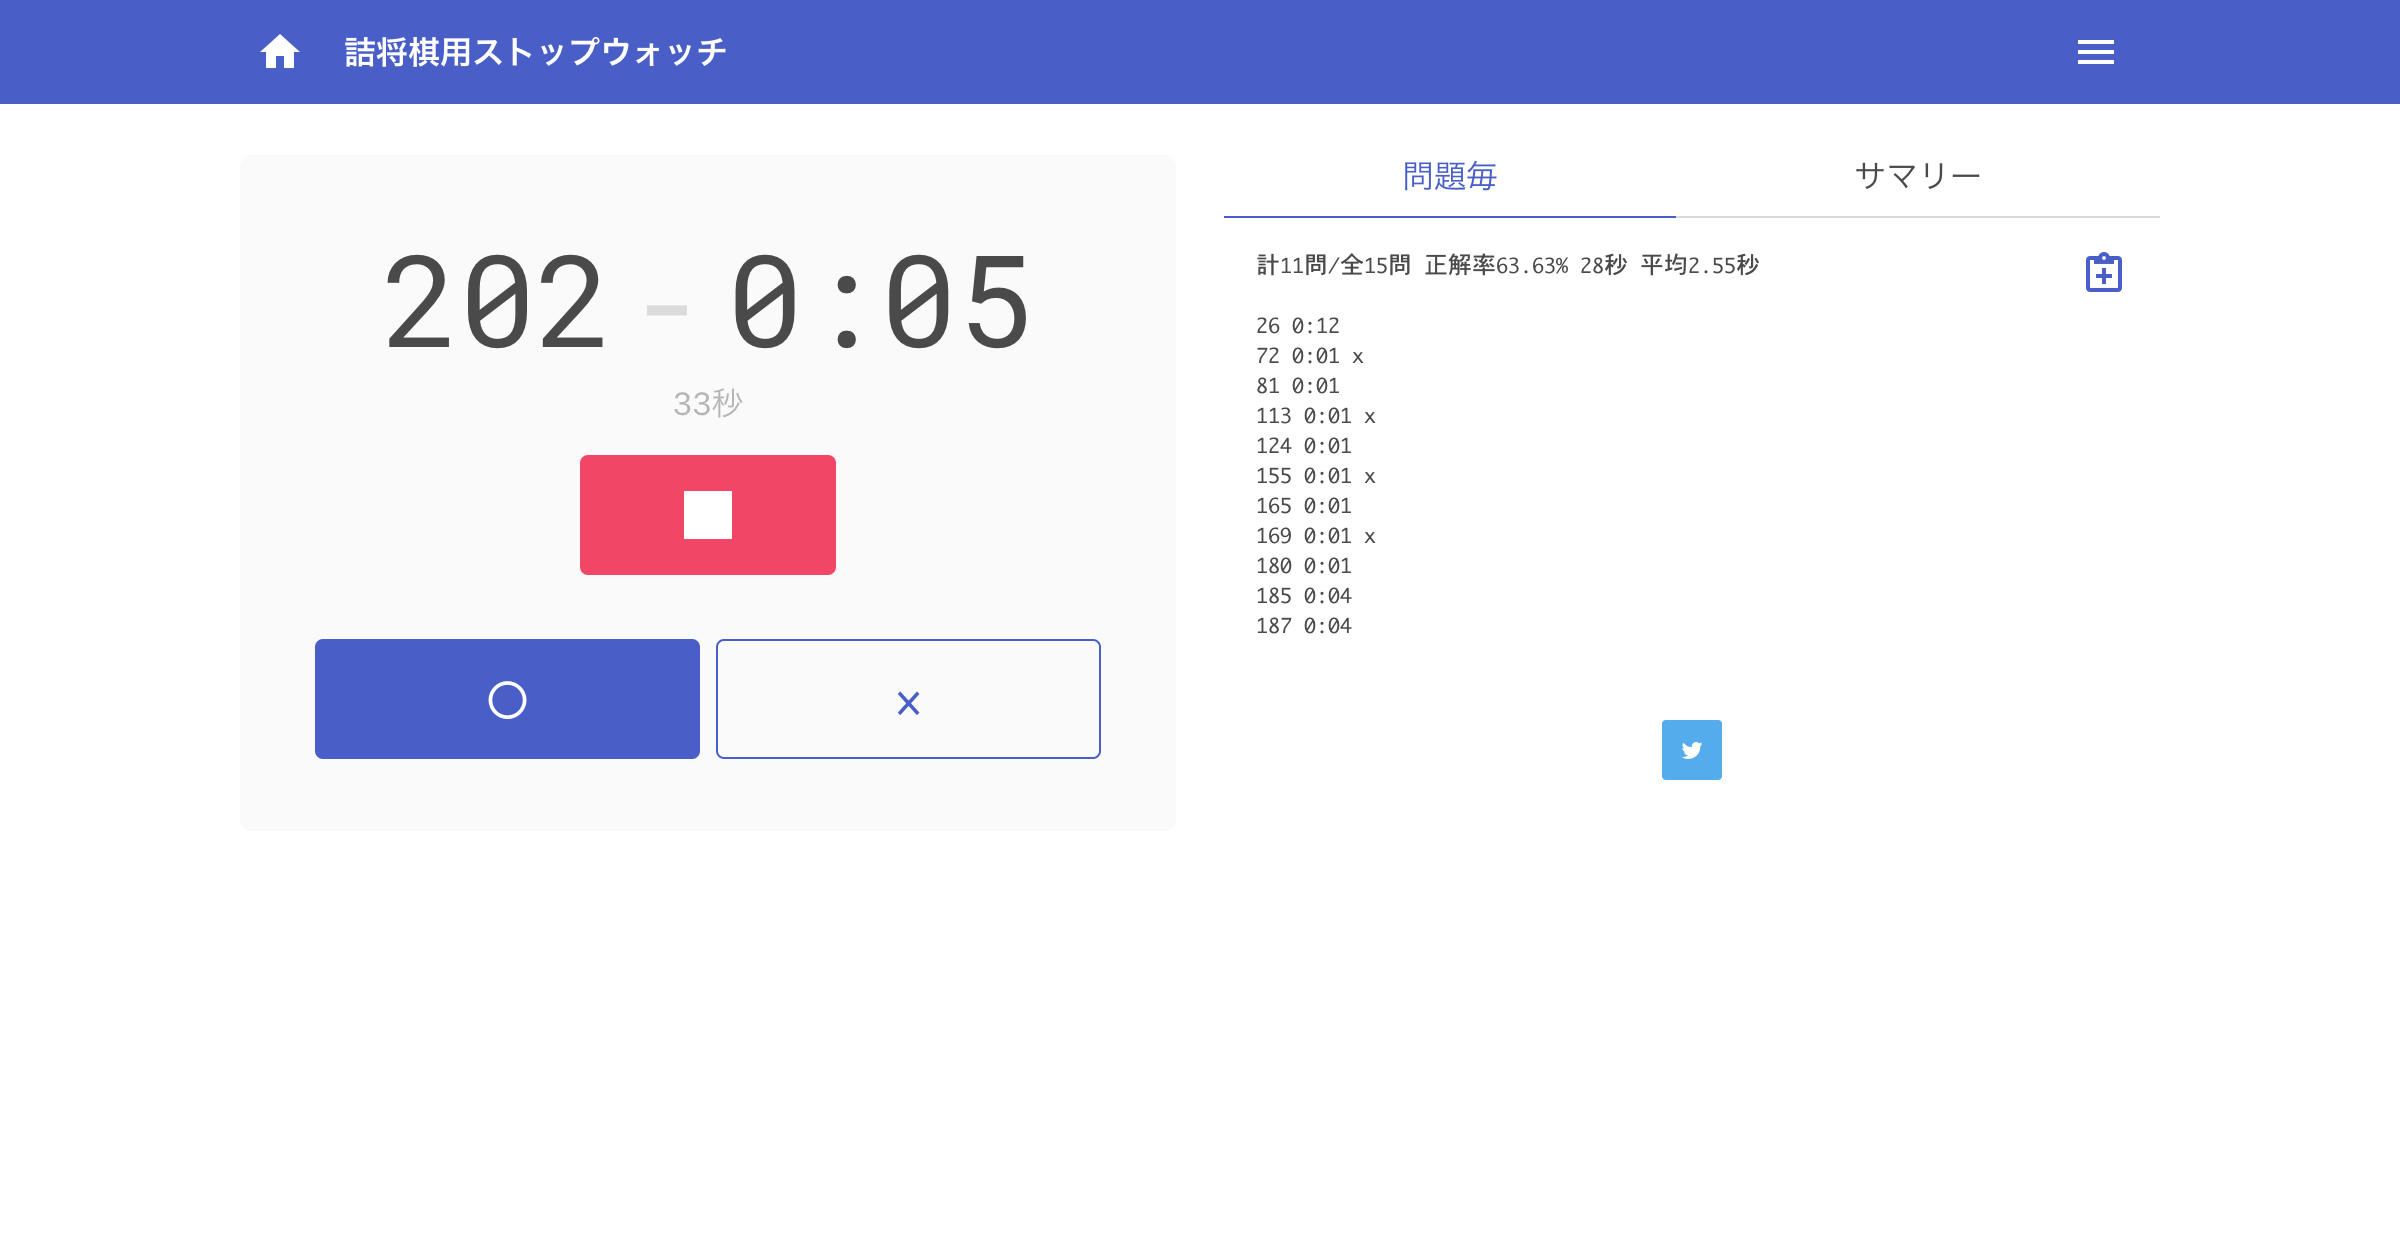 詰将棋用ストップウォッチ
202 - 0:05
33秒
○
×
問題毎
サマリー
計11問/全15問 正解率63.63% 28秒 平均2.55秒
26 0:12
72 0:01 x
81 0:01
113 0:01 x
124 0:01
155 0:01 x
165 0:01
169 0:01 x
180 0:01
185 0:04
187 0:04